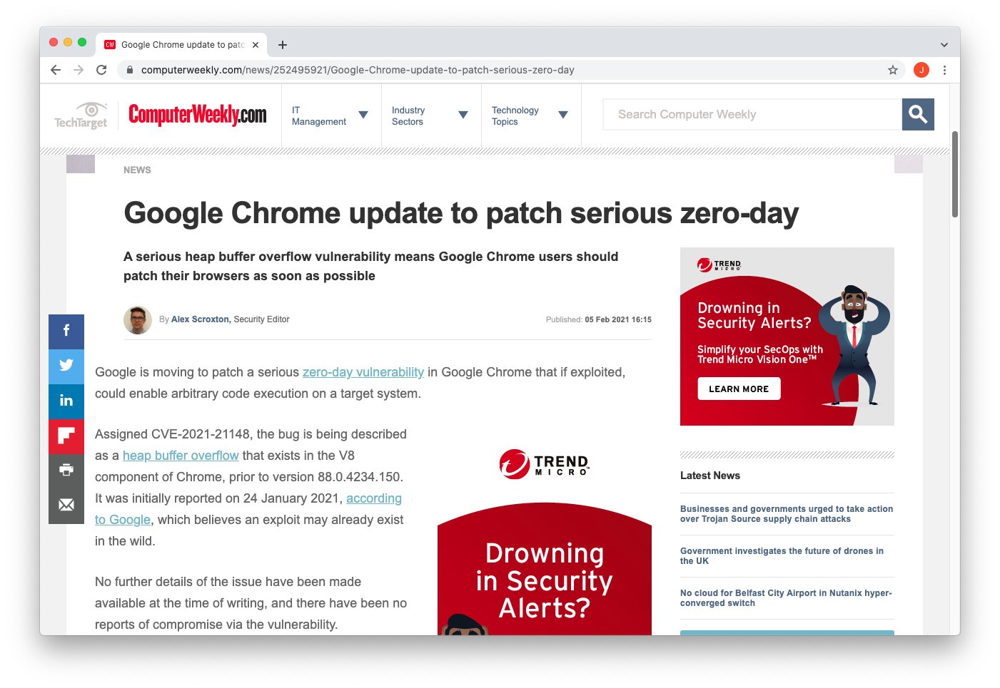 CW Google Chrome update to patc
computerweekly.com/news/252495921/Google-Chrome-update-to-patch-serious-zero-day
J
TechTarget
ComputerWeekly.com
IT
Management
Industry
Sectors
Technology
Topics
Search Computer Weekly
NEWS
Google Chrome update to patch serious zero-day
A serious heap buffer overflow vulnerability means Google Chrome users should
patch their browsers as soon as possible
By Alex Scroxton, Security Editor
Published: 05 Feb 2021 16:15
f
in
Google is moving to patch a serious zero-day vulnerability in Google Chrome that if exploited,
could enable arbitrary code execution on a target system.
Assigned CVE-2021-21148, the bug is being described
as a heap buffer overflow that exists in the V8
component of Chrome, prior to version 88.0.4234.150.
It was initially reported on 24 January 2021, according
to Google, which believes an exploit may already exist
in the wild.
No further details of the issue have been made
available at the time of writing, and there have been no
reports of compromise via the vulnerability.
TREND
MICRO™
Drowning
in Security
Alerts?
TREND
MICRO
Drowning in
Security Alerts?
Simplify your SecOps with
Trend Micro Vision One™
LEARN MORE
Latest News
Businesses and governments urged to take action
over Trojan Source supply chain attacks
Government investigates the future of drones in
the UK
No cloud for Belfast City Airport in Nutanix hyper-
converged switch